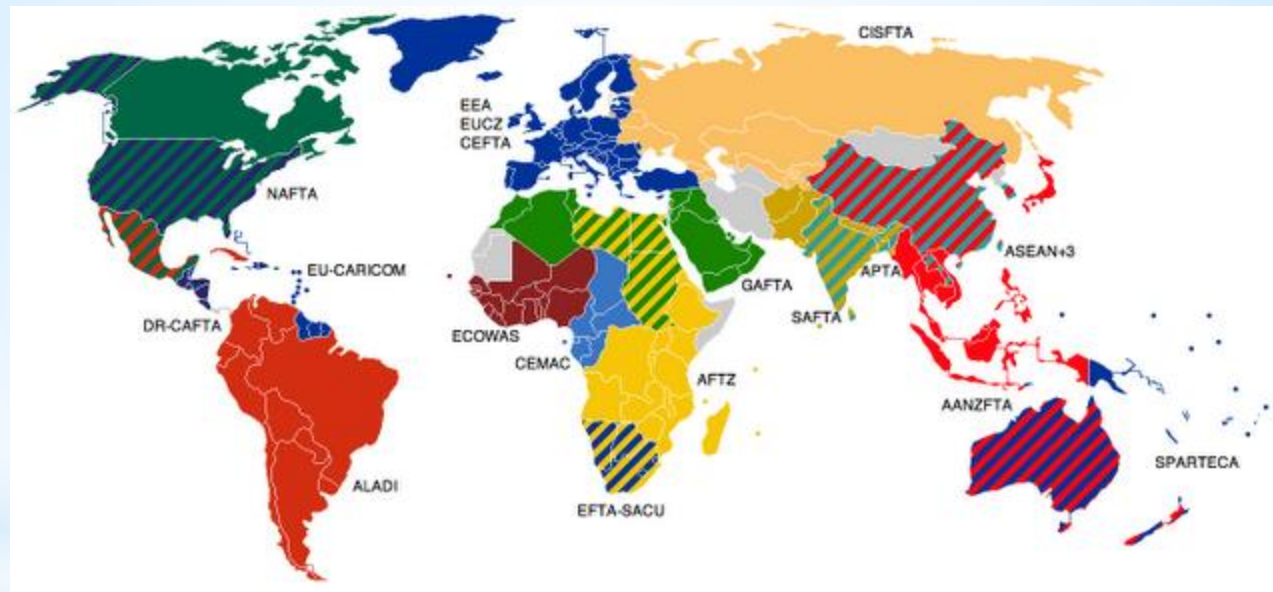 CISFTA
EEA
EUCZ
CEFTA
NAFTA
EU-CARICOM
DR-CAFTA
ECOWAS
CEMAC
GAFTA
APTA
ASEAN+3
SAFTA
AFTZ
AANZFTA
SPARTECA
ALADI
EFTA-SACU